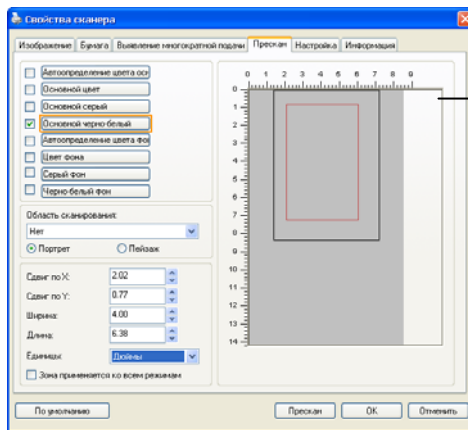 Свойства сканера
Изображение Бумага Выявление многократной подачи Прескан Настройка Информация
Автоопределение цвета осн
Основной цвет
Основной серый
Основной черно-белый
Автоопределение цвета фон
Цвет фона
Серый фон
Черно-белый фон
Область сканирования:
Нет
Портрет Пейзаж
Сдвиг по X: 2.02
Сдвиг по Y: 0.77
Ширина: 4.00
Длина: 6.38
Единицы: Дюймы
Зона применяется ко всем режимам
0 1 2 3 4 5 6 7 8 9
0
1
2
3
4
5
6
7
8
9
10
11
12
13
14
По умолчанию Прескан OK Отменить